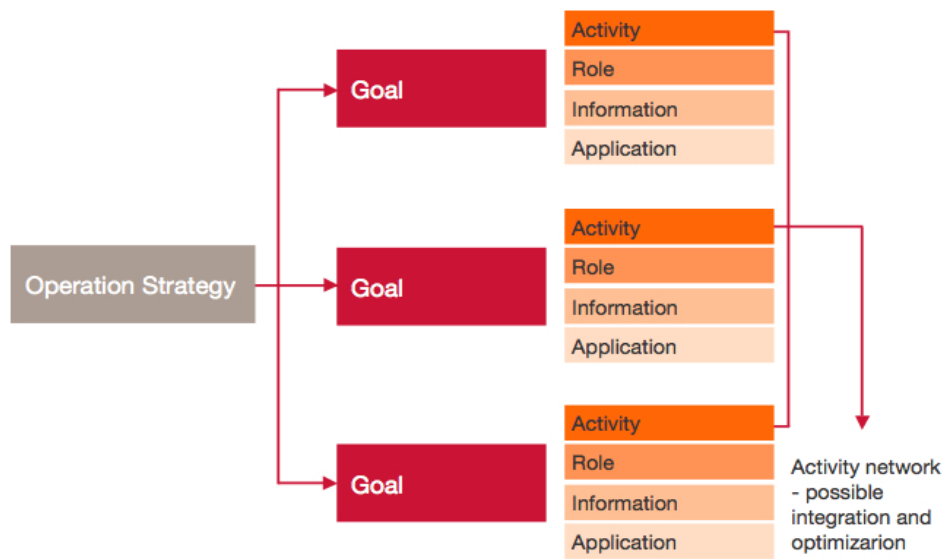 Activity
Role
Goal
Information
Application
Activity
Role
Operation Strategy
Goal
Information
Application
Activity
Role
Goal
Information
Application
Activity network
- possible
integration and
optimizarion